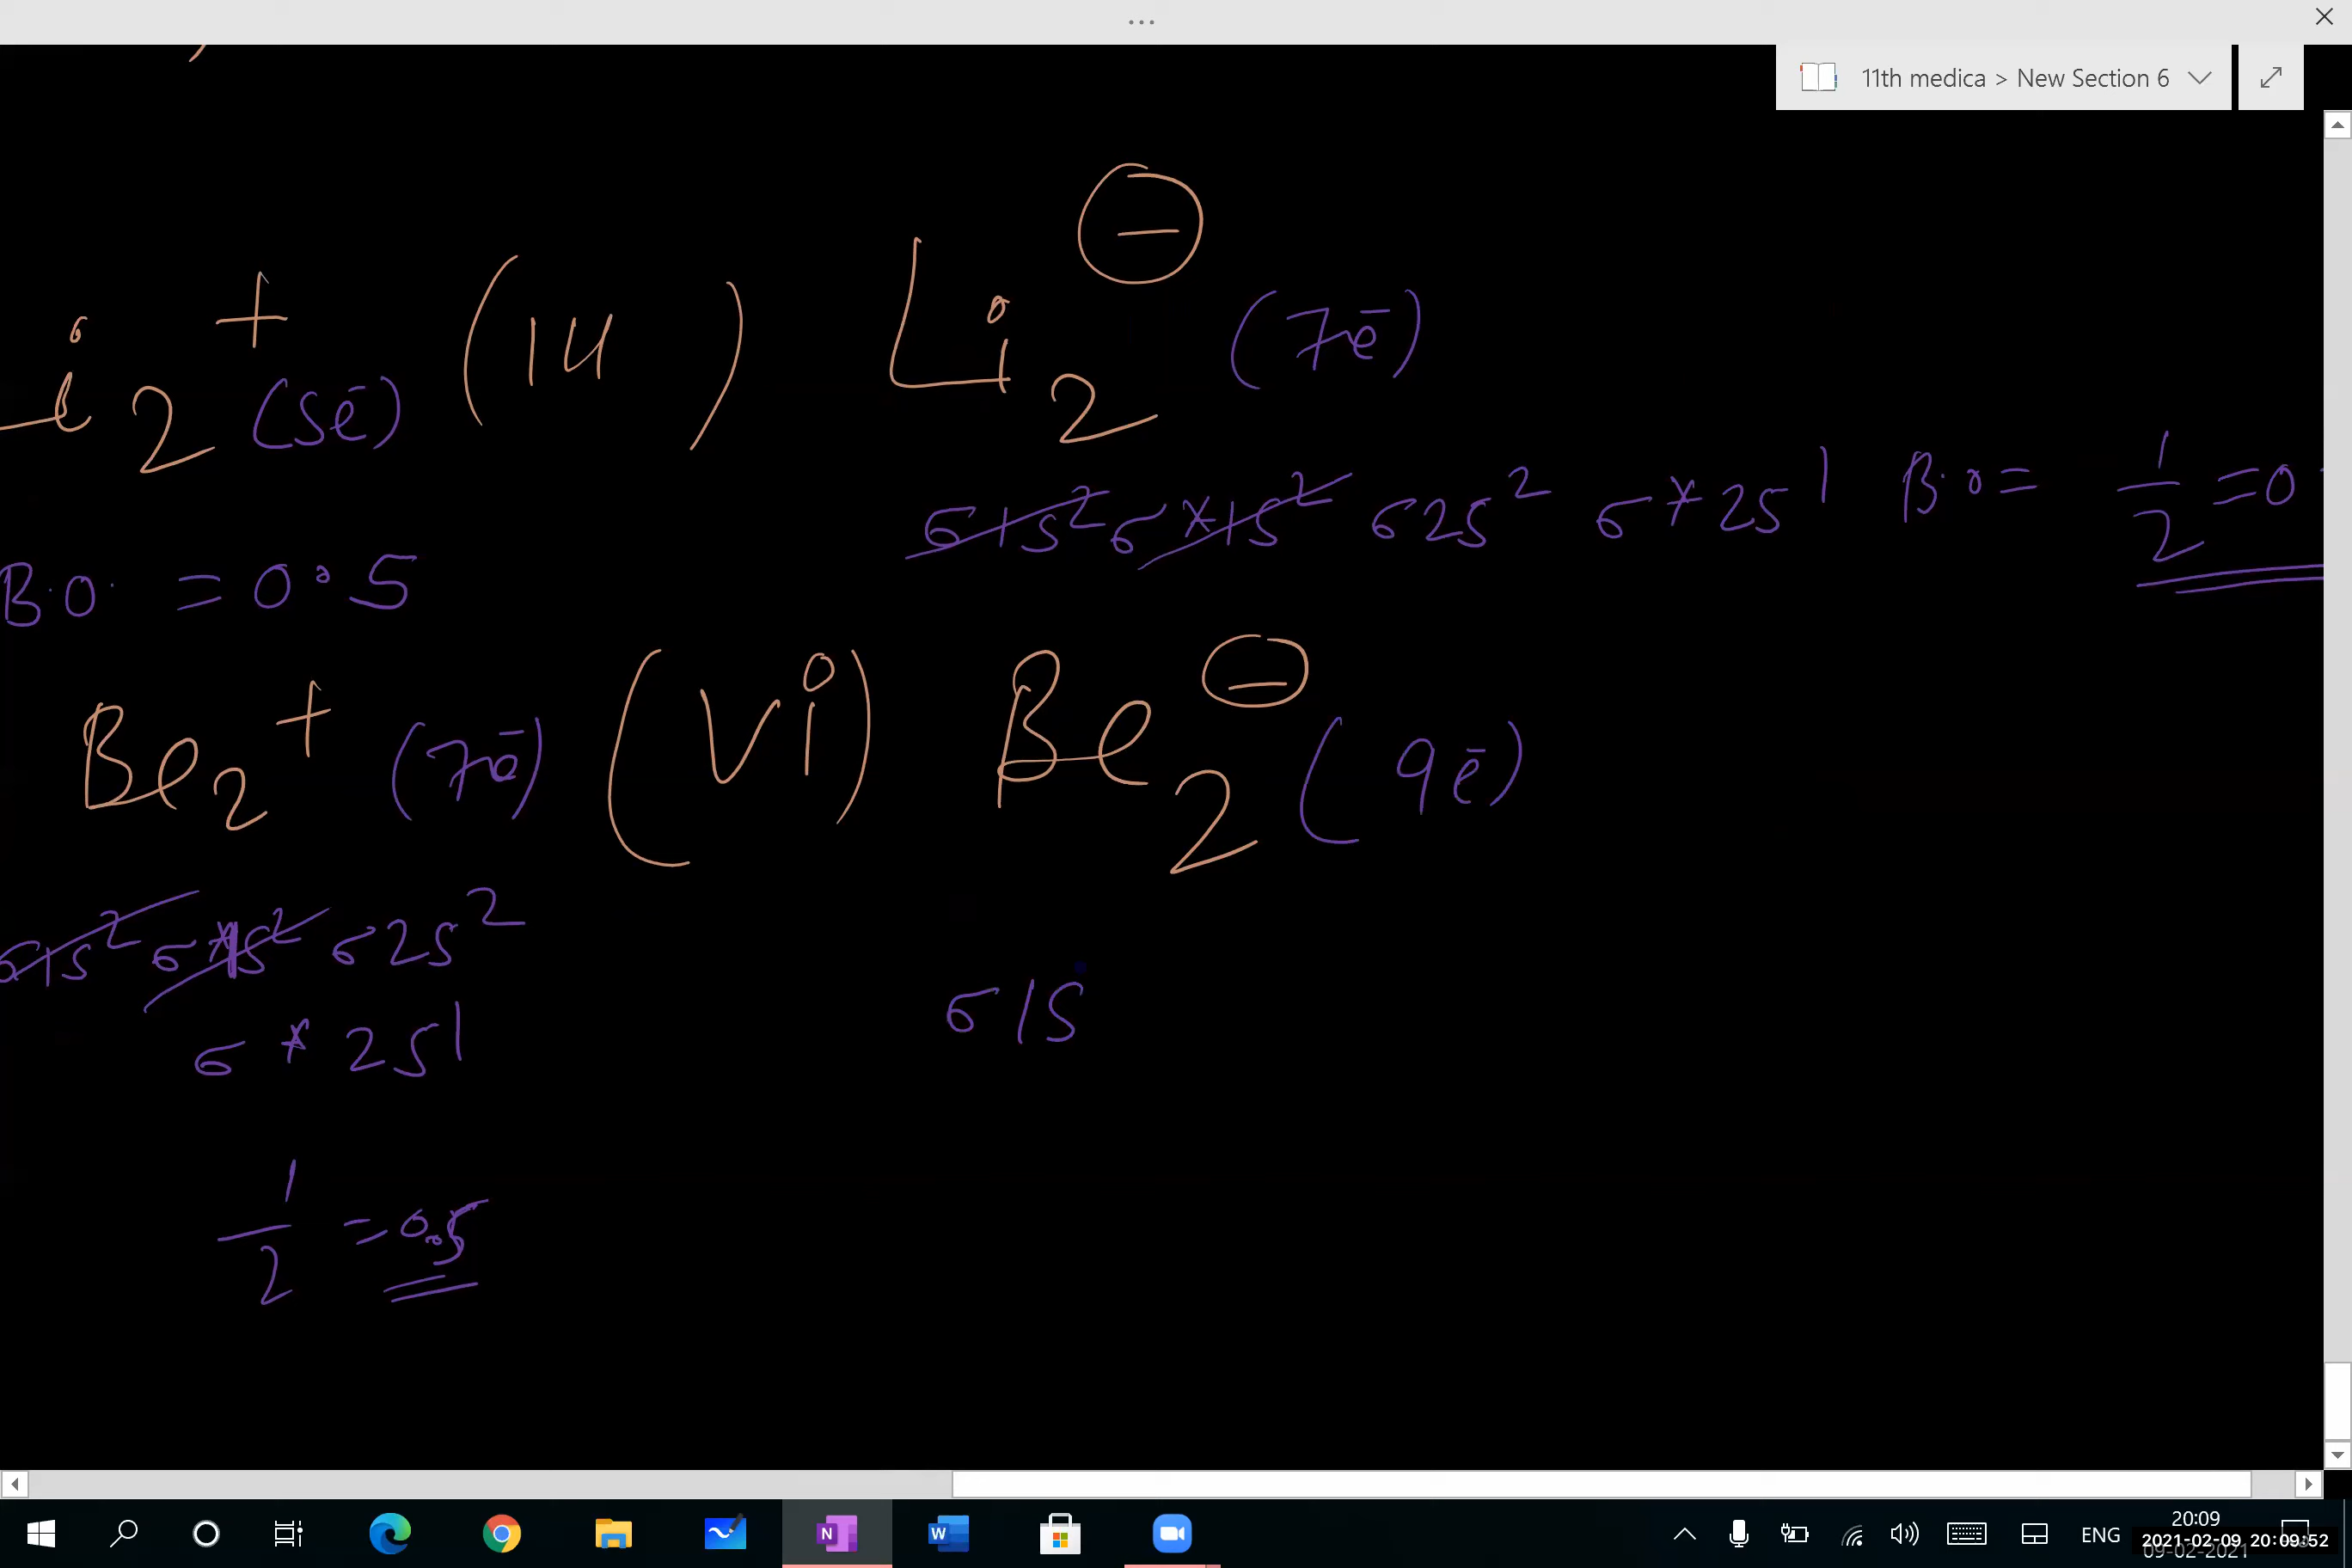 ...
11th medica > New Section 6
i₂⁺ (5ē) (iv) Li₂⊖ (7ē)
B.O. = 0.5
σ1s² σ*1s² σ2s² σ*2s¹ B.O = 1/2 = 0
Be₂⁺ (7ē) (vi) Be₂⊖ (9ē)
σ1s² σ*1s² σ2s²
σ*2s¹
σ1s
1/2 = 0.5
ENG
20:09
09-02-2021
2021-02-09 20:09:52